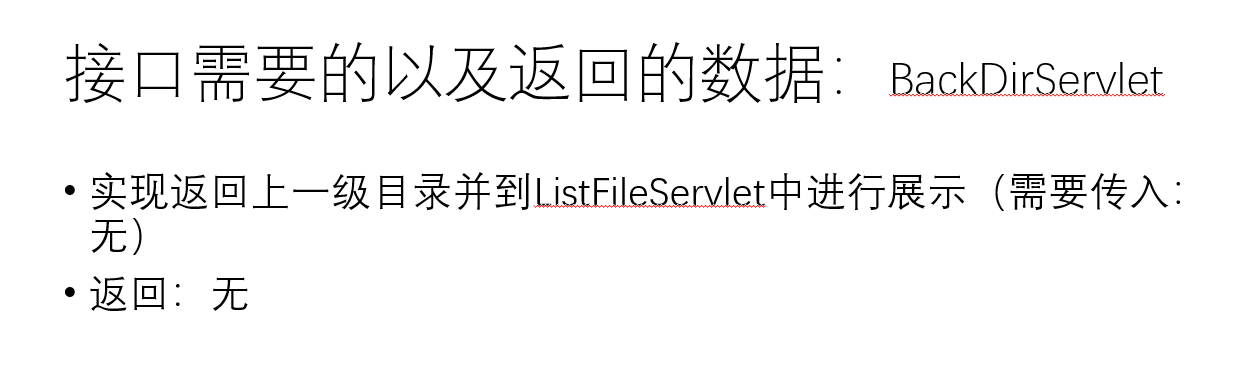 接口需要的以及返回的数据： BackDirServlet
• 实现返回上一级目录并到ListFileServlet中进行展示（需要传入：
无）
• 返回： 无